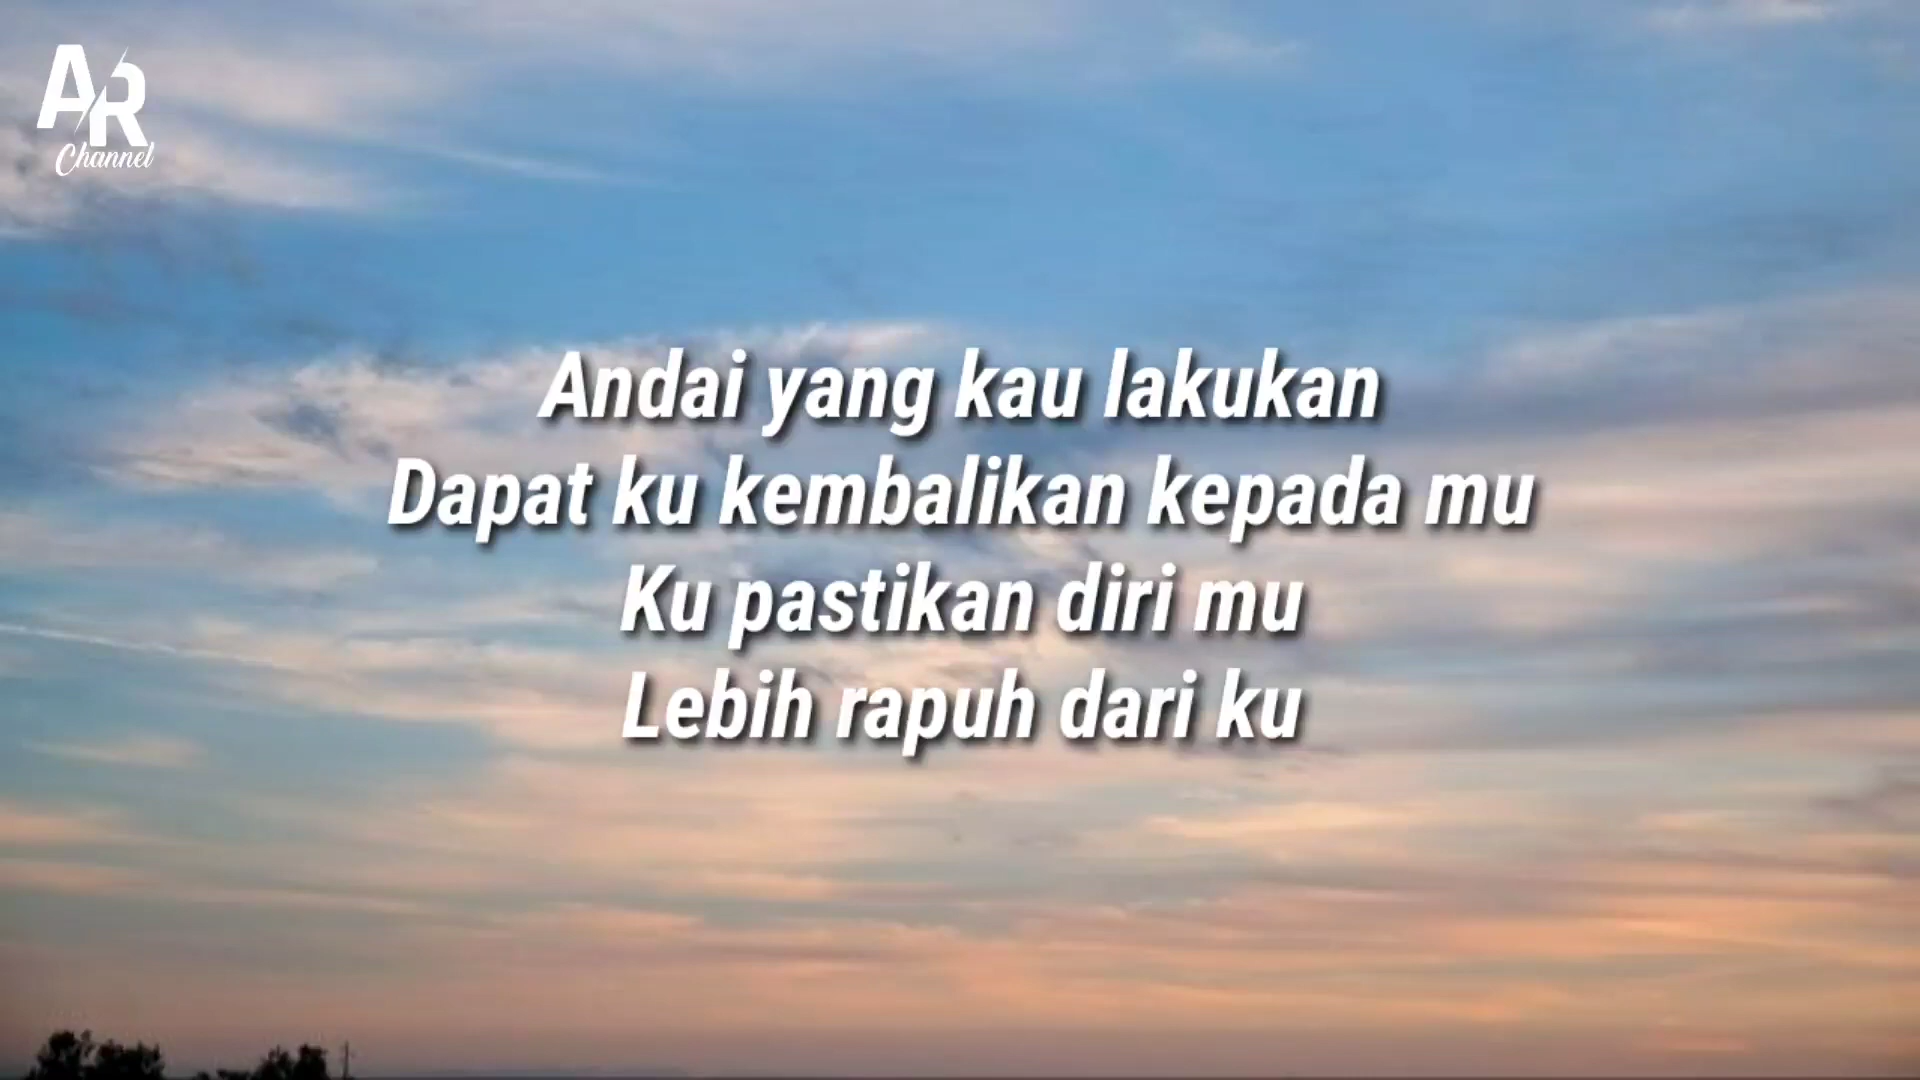 AR
Channel
Andai yang kau lakukan
Dapat ku kembalikan kepada mu
Ku pastikan diri mu
Lebih rapuh dari ku